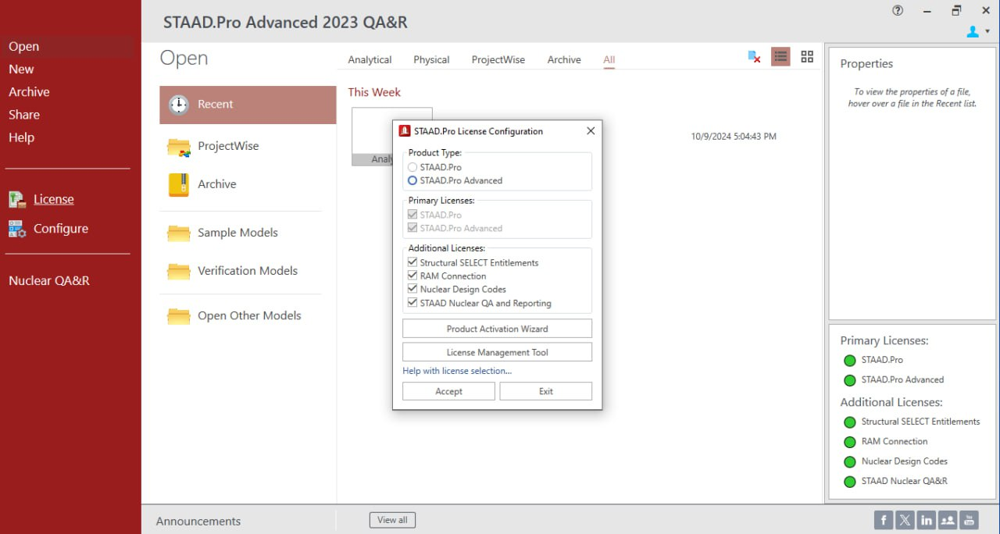 STAAD.Pro Advanced 2023 QA&R
Open
New
Archive
Share
Help
License
Configure
Nuclear QA&R
Open
Recent
ProjectWise
Archive
Sample Models
Verification Models
Open Other Models
Analytical Physical ProjectWise Archive All
This Week
Analy
10/9/2024 5:04:43 PM
STAAD.Pro License Configuration
Product Type:
STAAD.Pro
STAAD.Pro Advanced
Primary Licenses:
STAAD.Pro
STAAD.Pro Advanced
Additional Licenses:
Structural SELECT Entitlements
RAM Connection
Nuclear Design Codes
STAAD Nuclear QA and Reporting
Product Activation Wizard
License Management Tool
Help with license selection...
Accept Exit
Properties
To view the properties of a file,
hover over a file in the Recent list.
Primary Licenses:
STAAD.Pro
STAAD.Pro Advanced
Additional Licenses:
Structural SELECT Entitlements
RAM Connection
Nuclear Design Codes
STAAD Nuclear QA&R
Announcements
View all